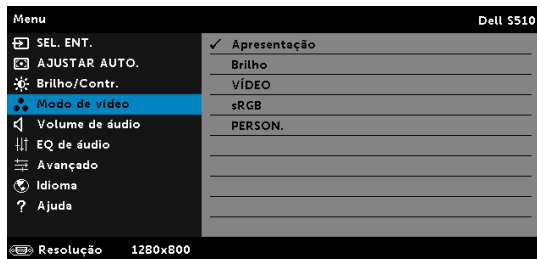 Menu Dell S510
SEL. ENT.
AJUSTAR AUTO.
Brilho/Contr.
Modo de vídeo
Volume de áudio
EQ de áudio
Avançado
Idioma
? Ajuda
✓ Apresentação
Brilho
VÍDEO
sRGB
PERSON.
Resolução 1280x800